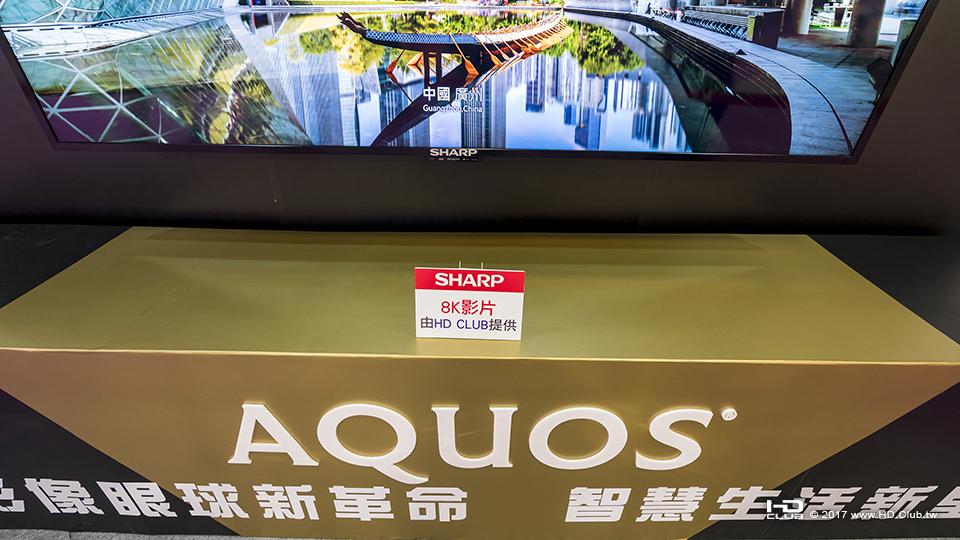 中國 廣州
Guangzhou,China
SHARP
SHARP
8K影片
由HD CLUB提供
AQUOS
像眼球新革命 智慧生活新
HD CLUB © 2017 www.HD.Club.tw